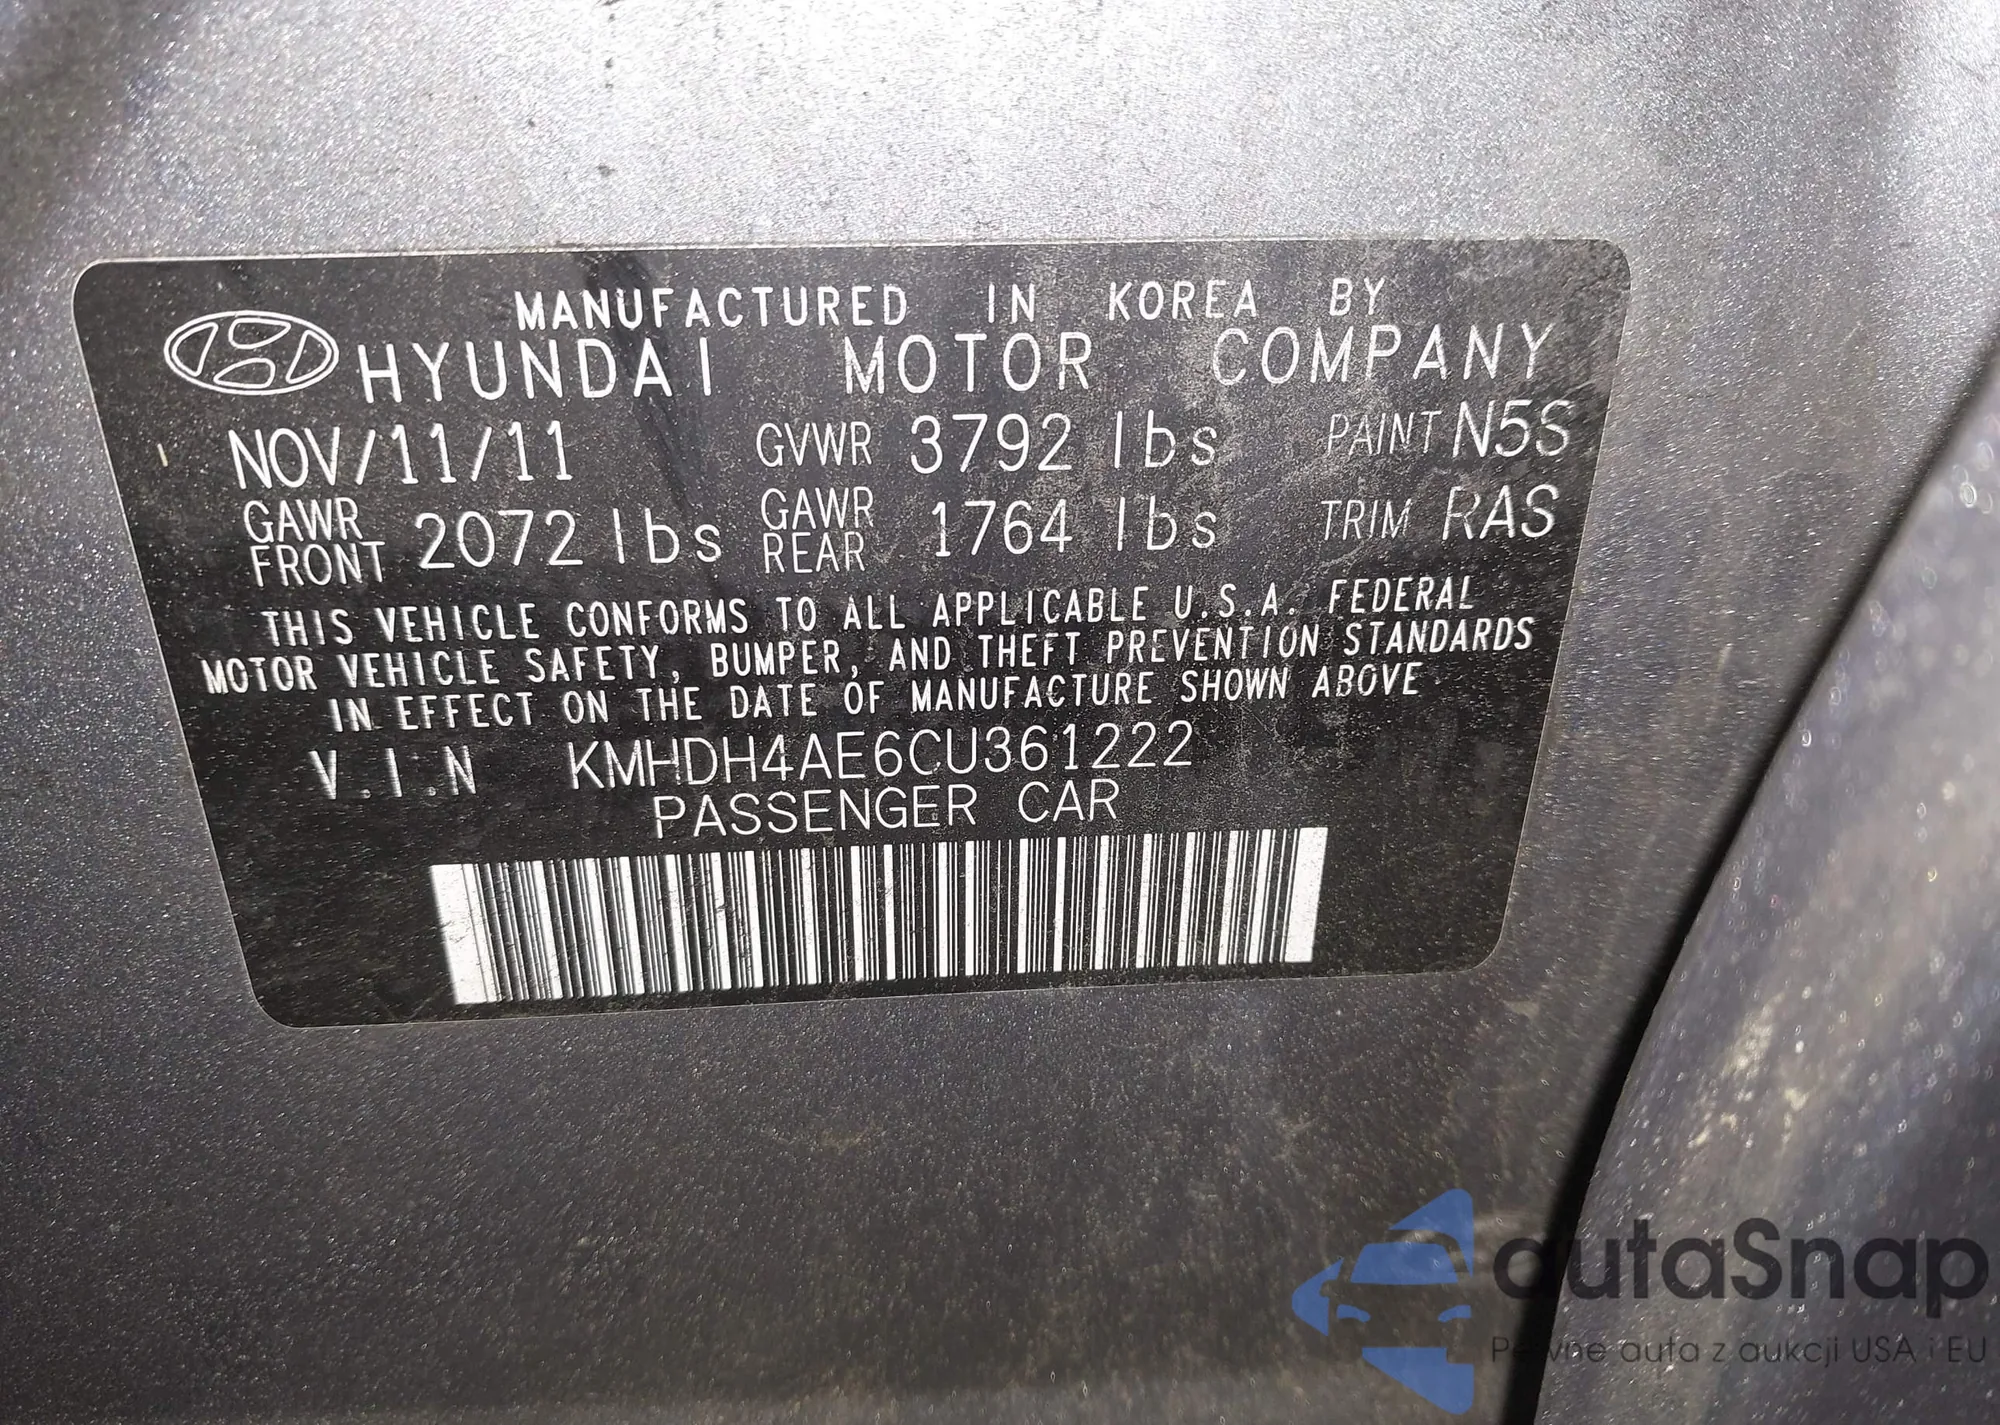 MANUFACTURED IN KOREA BY
HYUNDAI MOTOR COMPANY
NOV/11/11 GVWR 3792 lbs PAINT N5S
GAWR FRONT 2072 lbs GAWR REAR 1764 lbs TRIM RAS
THIS VEHICLE CONFORMS TO ALL APPLICABLE U.S.A. FEDERAL
MOTOR VEHICLE SAFETY, BUMPER, AND THEFT PREVENTION STANDARDS
IN EFFECT ON THE DATE OF MANUFACTURE SHOWN ABOVE
V.I.N KMHDH4AE6CU361222
PASSENGER CAR
autaSnap
Pewne auta z aukcji USA i EU